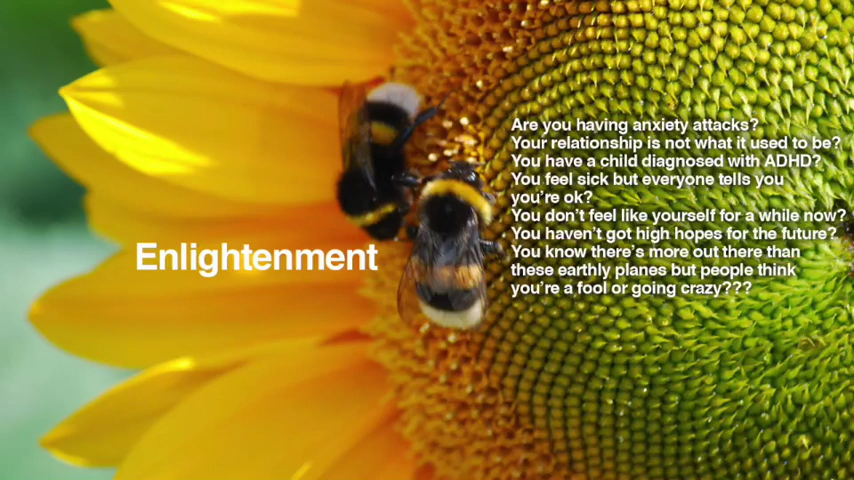 Enlightenment
Are you having anxiety attacks?
Your relationship is not what it used to be?
You have a child diagnosed with ADHD?
You feel sick but everyone tells you
you're ok?
You don't feel like yourself for a while now?
You haven't got high hopes for the future?
You know there's more out there than
these earthly planes but people think
you're a fool or going crazy???